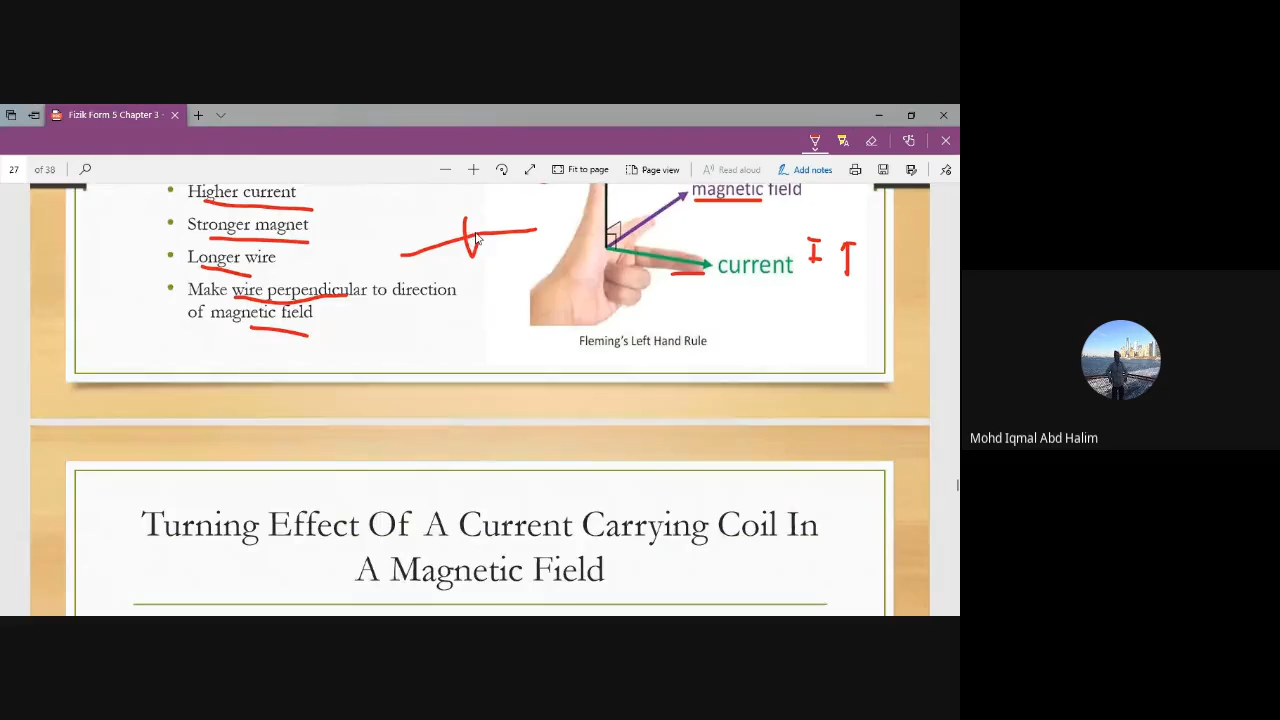 Fizik Form 5 Chapter 3 -
27 of 38
Fit to page
Page view
Read aloud
Add notes
Higher current
Stronger magnet
Longer wire
Make wire perpendicular to direction
of magnetic field
magnetic field
current
I ↑
Fleming's Left Hand Rule
Mohd Iqmal Abd Halim
Turning Effect Of A Current Carrying Coil In
A Magnetic Field